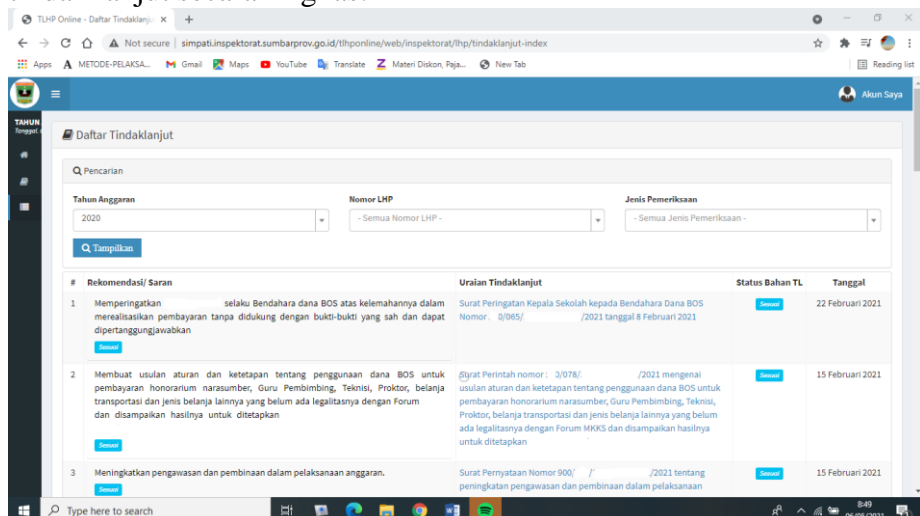 TLHP Online - Daftar Tindaklanju
Not secure | simpati.inspektorat.sumbarprov.go.id/tlhponline/web/inspektorat/lhp/tindaklanjut-index
Apps METODE-PELAKSA... Gmail Maps YouTube Translate Materi Diskon, Paja... New Tab Reading list
Akun Saya
TAHUN
Tanggal
Daftar Tindaklanjut
Pencarian
Tahun Anggaran Nomor LHP Jenis Pemeriksaan
2020 - Semua Nomor LHP - - Semua Jenis Pemeriksaan -
Tampilkan
# Rekomendasi/ Saran Uraian Tindaklanjut Status Bahan TL Tanggal
1 Memperingatkan selaku Bendahara dana BOS atas kelemahannya dalam
merealisasikan pembayaran tanpa didukung dengan bukti-bukti yang sah dan dapat
dipertanggungjawabkan
Sesuai
Surat Peringatan Kepala Sekolah kepada Bendahara Dana BOS
Nomor. 0/065/ /2021 tanggal 8 Februari 2021
Sesuai
22 Februari 2021
2 Membuat usulan aturan dan ketetapan tentang penggunaan dana BOS untuk
pembayaran honorarium narasumber, Guru Pembimbing, Teknisi, Proktor, belanja
transportasi dan jenis belanja lainnya yang belum ada legalitasnya dengan Forum
dan disampaikan hasilnya untuk ditetapkan
Sesuai
Surat Perintah nomor : 0/078/. /2021 mengenai
usulan aturan dan ketetapan tentang penggunaan dana BOS untuk
pembayaran honorarium narasumber, Guru Pembimbing, Teknisi,
Proktor, belanja transportasi dan jenis belanja lainnya yang belum
ada legalitasnya dengan Forum MKKS dan disampaikan hasilnya
untuk ditetapkan
Sesuai
15 Februari 2021
3 Meningkatkan pengawasan dan pembinaan dalam pelaksanaan anggaran.
Sesuai
Surat Pernyataan Nomor 900/ / /2021 tentang
peningkatan pengawasan dan pembinaan dalam pelaksanaan
Sesuai
15 Februari 2021
Type here to search
8:49